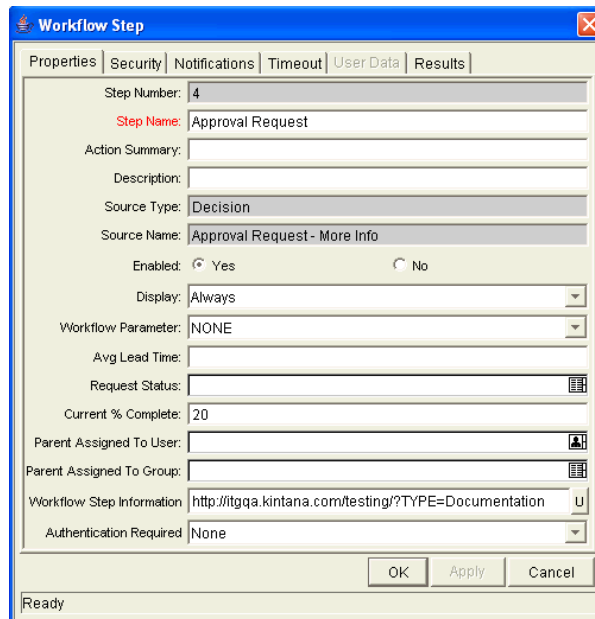 Workflow Step
Properties Security Notifications Timeout User Data Results
Step Number: 4
Step Name: Approval Request
Action Summary:
Description:
Source Type: Decision
Source Name: Approval Request - More Info
Enabled: Yes No
Display: Always
Workflow Parameter: NONE
Avg Lead Time:
Request Status:
Current % Complete: 20
Parent Assigned To User:
Parent Assigned To Group:
Workflow Step Information http://itgqa.kintana.com/testing/?TYPE=Documentation U
Authentication Required None
OK Apply Cancel
Ready